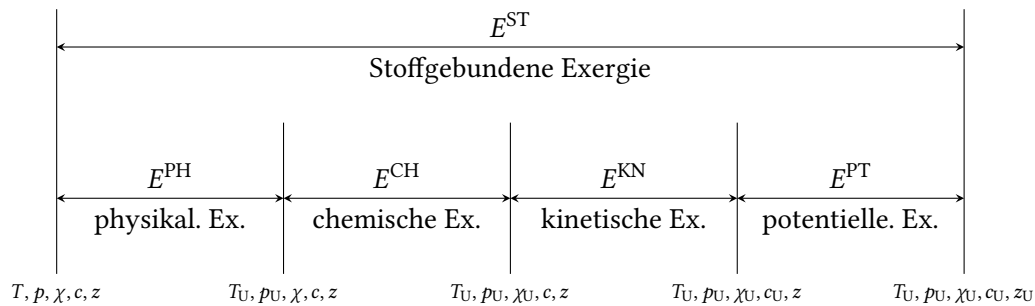 E^ST
Stoffgebundene Exergie
E^PH E^CH E^KN E^PT
physikal. Ex. chemische Ex. kinetische Ex. potentielle. Ex.
T, p, χ, c, z T_U, p_U, χ, c, z T_U, p_U, χ_U, c, z T_U, p_U, χ_U, c_U, z T_U, p_U, χ_U, c_U, z_U